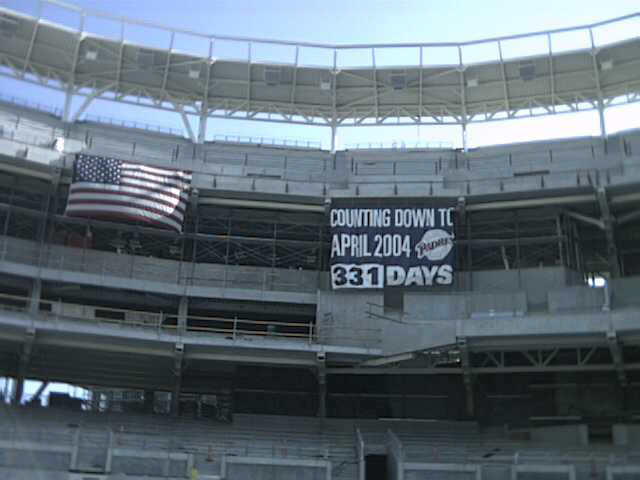 COUNTING DOWN TO
APRIL 2004 PADRES
331 DAYS